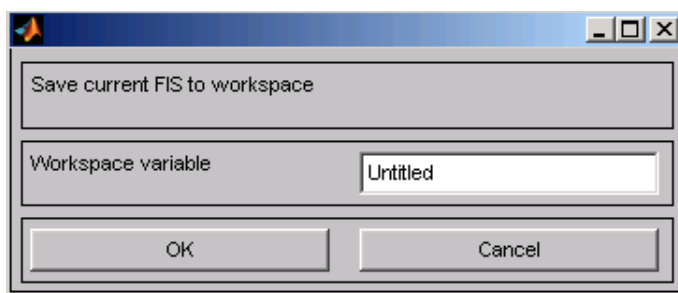 Save current FIS to workspace
Workspace variable
Untitled
OK
Cancel